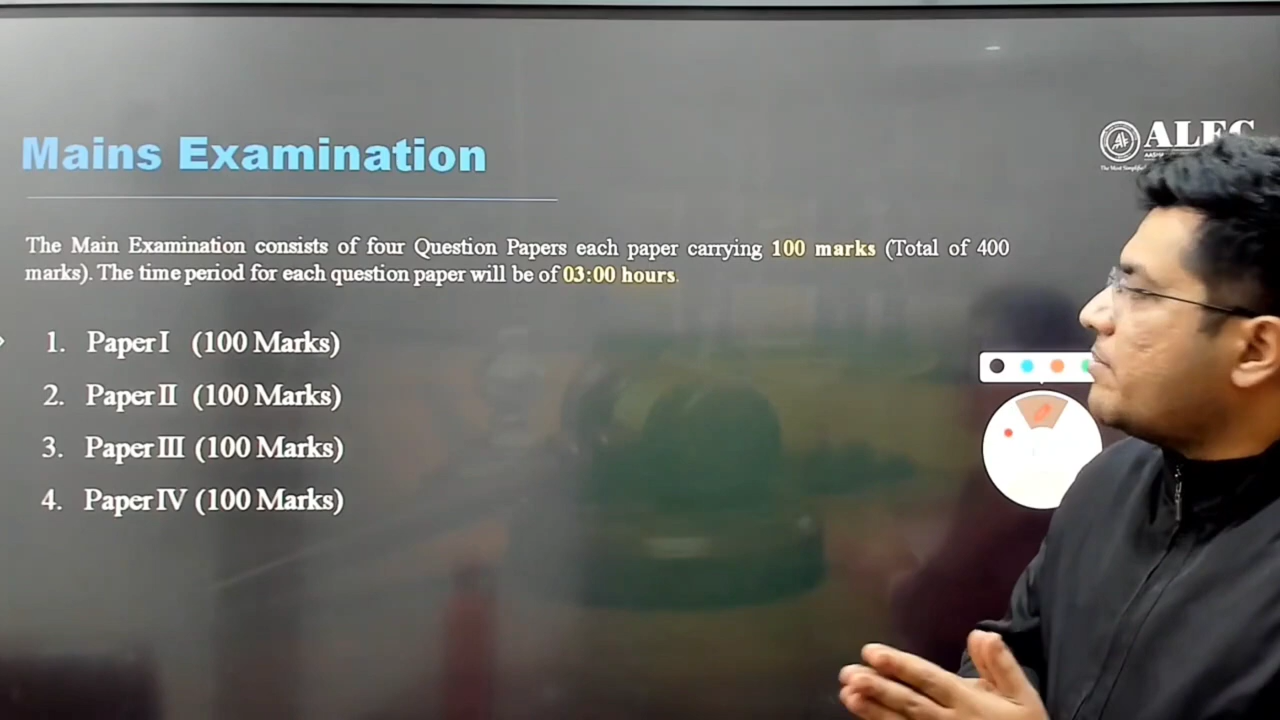 Mains Examination
ALEC
The Main Examination consists of four Question Papers each paper carrying 100 marks (Total of 400
marks). The time period for each question paper will be of 03:00 hours.
1. Paper I (100 Marks)
2. Paper II (100 Marks)
3. Paper III (100 Marks)
4. Paper IV (100 Marks)